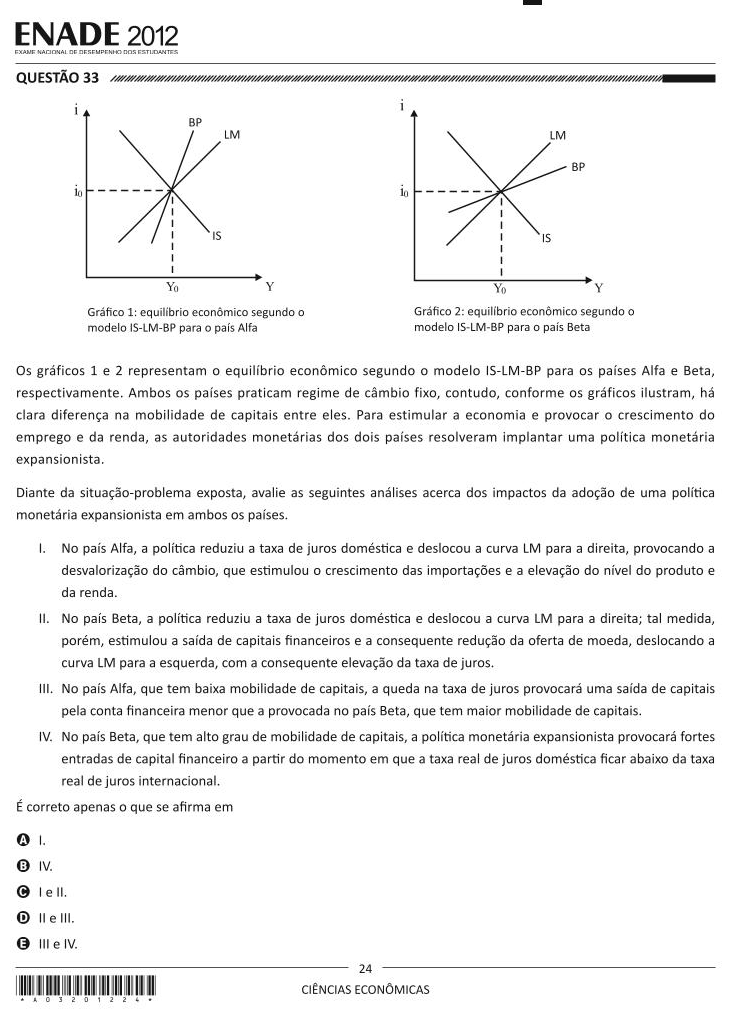 ENADE 2012
EXAME NACIONAL DE DESEMPENHO DOS ESTUDANTES
QUESTÃO 33
i
BP
LM
i0
IS
Y0
Y
Gráfico 1: equilíbrio econômico segundo o
modelo IS-LM-BP para o país Alfa
i
LM
BP
i0
IS
Y0
Y
Gráfico 2: equilíbrio econômico segundo o
modelo IS-LM-BP para o país Beta
Os gráficos 1 e 2 representam o equilíbrio econômico segundo o modelo IS-LM-BP para os países Alfa e Beta,
respectivamente. Ambos os países praticam regime de câmbio fixo, contudo, conforme os gráficos ilustram, há
clara diferença na mobilidade de capitais entre eles. Para estimular a economia e provocar o crescimento do
emprego e da renda, as autoridades monetárias dos dois países resolveram implantar uma política monetária
expansionista.
Diante da situação-problema exposta, avalie as seguintes análises acerca dos impactos da adoção de uma política
monetária expansionista em ambos os países.
I. No país Alfa, a política reduziu a taxa de juros doméstica e deslocou a curva LM para a direita, provocando a
desvalorização do câmbio, que estimulou o crescimento das importações e a elevação do nível do produto e
da renda.
II. No país Beta, a política reduziu a taxa de juros doméstica e deslocou a curva LM para a direita; tal medida,
porém, estimulou a saída de capitais financeiros e a consequente redução da oferta de moeda, deslocando a
curva LM para a esquerda, com a consequente elevação da taxa de juros.
III. No país Alfa, que tem baixa mobilidade de capitais, a queda na taxa de juros provocará uma saída de capitais
pela conta financeira menor que a provocada no país Beta, que tem maior mobilidade de capitais.
IV. No país Beta, que tem alto grau de mobilidade de capitais, a política monetária expansionista provocará fortes
entradas de capital financeiro a partir do momento em que a taxa real de juros doméstica ficar abaixo da taxa
real de juros internacional.
É correto apenas o que se afirma em
A I.
B IV.
C I e II.
D II e III.
E III e IV.
24
CIÊNCIAS ECONÔMICAS
* A 0 3 2 0 1 2 2 4 *